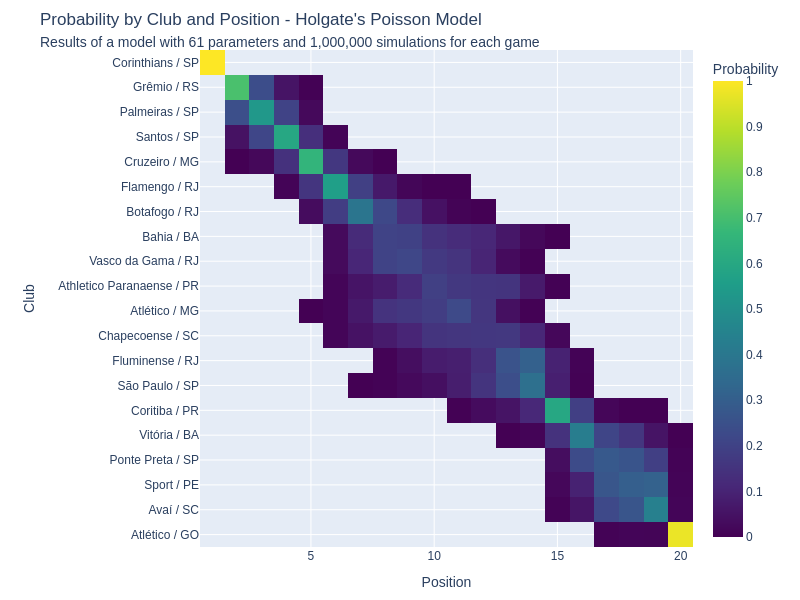 Probability by Club and Position - Holgate's Poisson Model
Results of a model with 61 parameters and 1,000,000 simulations for each game
Probability
Corinthians / SP
Grêmio / RS
Palmeiras / SP
Santos / SP
Cruzeiro / MG
Flamengo / RJ
Botafogo / RJ
Bahia / BA
Vasco da Gama / RJ
Athletico Paranaense / PR
Atlético / MG
Chapecoense / SC
Fluminense / RJ
São Paulo / SP
Coritiba / PR
Vitória / BA
Ponte Preta / SP
Sport / PE
Avaí / SC
Atlético / GO
Club
5
10
15
20
Position
1
0.9
0.8
0.7
0.6
0.5
0.4
0.3
0.2
0.1
0